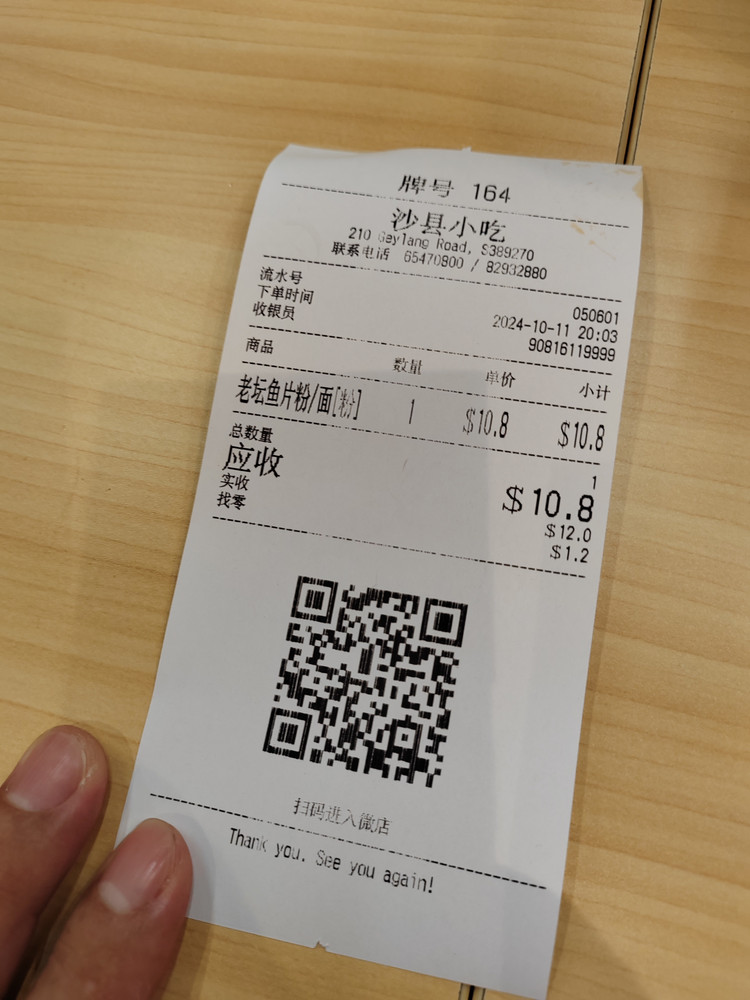 牌号 164
沙县小吃
210 Geylang Road, S389270
联系电话 65470800 / 82932880
流水号 050601
下单时间 2024-10-11 20:03
收银员 90816119999
商品 数量 单价 小计
老坛鱼片粉/面[粉] 1 $10.8 $10.8
总数量 1
应收 $10.8
实收 $12.0
找零 $1.2
扫码进入微店
Thank you. See you again!